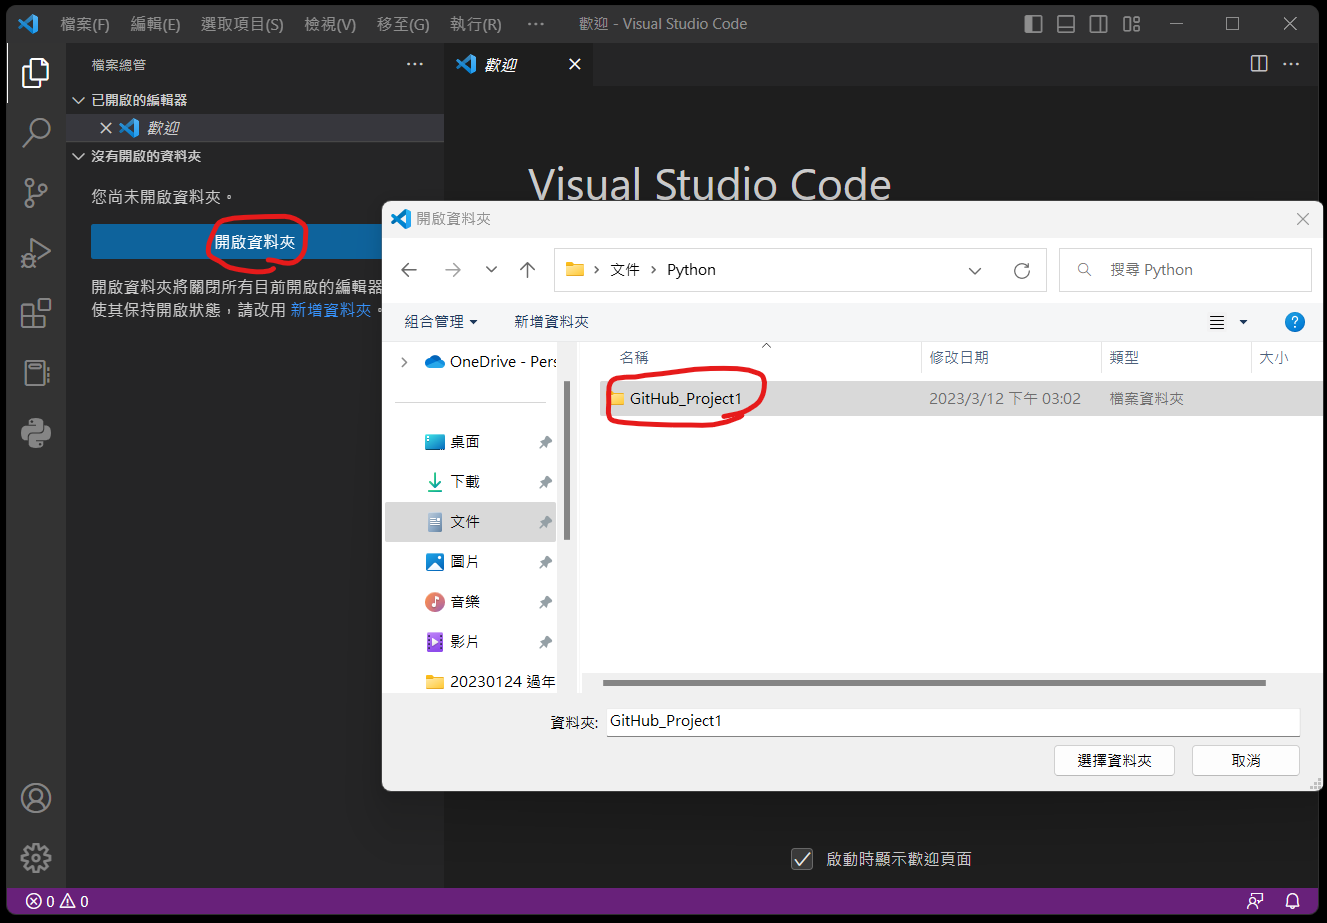 檔案(F) 編輯(E) 選取項目(S) 檢視(V) 移至(G) 執行(R) ··· 歡迎 - Visual Studio Code
檔案總管 ···
已開啟的編輯器
歡迎
沒有開啟的資料夾
您尚未開啟資料夾。
開啟資料夾
開啟資料夾將關閉所有目前開啟的編輯器
使其保持開啟狀態，請改用 新增資料夾。
歡迎
Visual Studio Code
開啟資料夾
文件 › Python
搜尋 Python
組合管理 新增資料夾
名稱 修改日期 類型 大小
GitHub_Project1 2023/3/12 下午 03:02 檔案資料夾
OneDrive - Pers
桌面
下載
文件
圖片
音樂
影片
20230124 過年
資料夾: GitHub_Project1
選擇資料夾 取消
啟動時顯示歡迎頁面
0 0